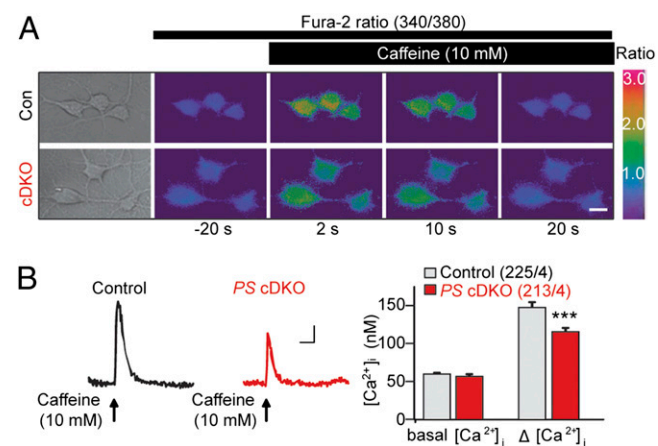 A
Fura-2 ratio (340/380)
Caffeine (10 mM)
Ratio
Con
cDKO
3.0
2.0
1.0
-20 s 2 s 10 s 20 s
B
Control
PS cDKO
Caffeine
(10 mM)
Caffeine
(10 mM)
Control (225/4)
PS cDKO (213/4)
[Ca²⁺]ᵢ (nM)
150
100
50
0
***
basal [Ca²⁺]ᵢ Δ [Ca²⁺]ᵢ